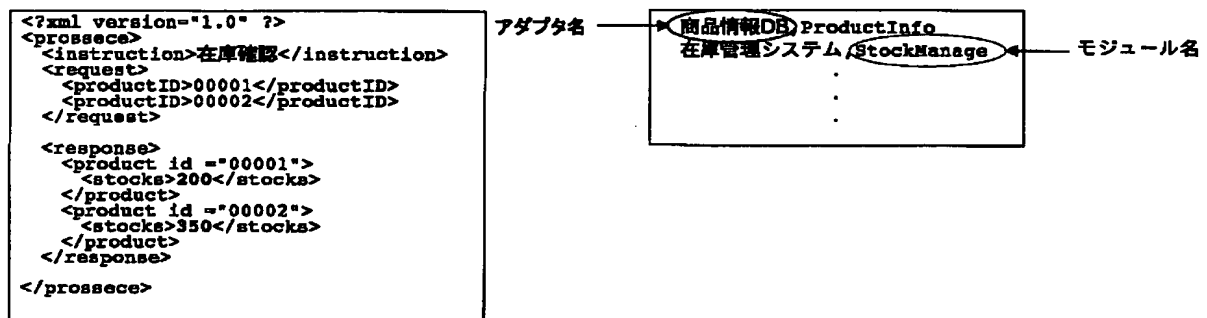 <?xml version="1.0" ?>
<prossece>
<instruction>在庫確認</instruction>
<request>
<productID>00001</productID>
<productID>00002</productID>
</request>
<response>
<product id ="00001">
<stocks>200</stocks>
</product>
<product id ="00002">
<stocks>350</stocks>
</product>
</response>
</prossece>
アダプタ名
商品情報DB,ProductInfo
在庫管理システム,StockManage
モジュール名